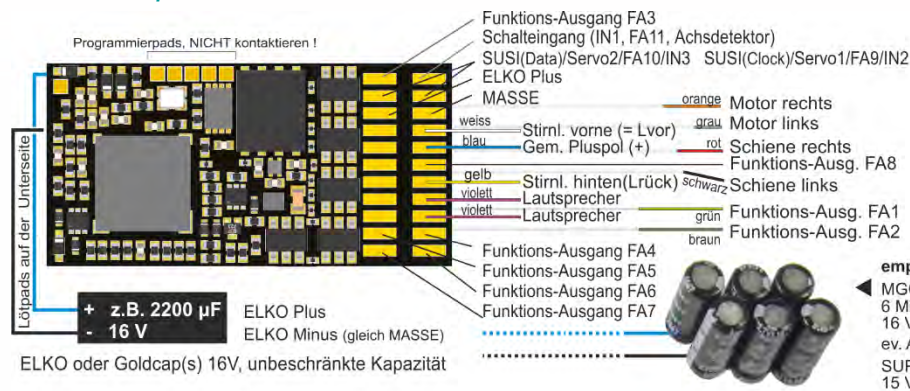 Programmierpads, NICHT kontaktieren !
Funktions-Ausgang FA3
Schalteingang (IN1, FA11, Achsdetektor)
SUSI(Data)/Servo2/FA10/IN3 SUSI(Clock)/Servo1/FA9/IN2
ELKO Plus
MASSE
orange Motor rechts
grau Motor links
weiss Stirnl. vorne (= Lvor)
blau Gem. Pluspol (+)
rot Schiene rechts
Funktions-Ausg. FA8
gelb Stirnl. hinten(Lrück)
schwarz Schiene links
violett Lautsprecher
violett Lautsprecher
grün Funktions-Ausg. FA1
braun Funktions-Ausg. FA2
Funktions-Ausgang FA4
Funktions-Ausgang FA5
Funktions-Ausgang FA6
Funktions-Ausgang FA7
Lötpads auf der Unterseite
+ z.B. 2200 µF ELKO Plus
- 16 V ELKO Minus (gleich MASSE)
ELKO oder Goldcap(s) 16V, unbeschränkte Kapazität
16 V
ev. A
15 V